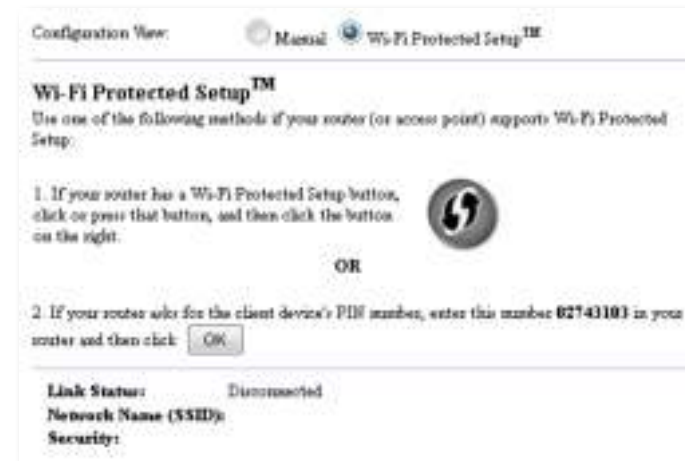 Configuration View: Manual Wi-Fi Protected Setup™
Wi-Fi Protected Setup™
Use one of the following methods if your router (or access point) supports Wi-Fi Protected
Setup:
1. If your router has a Wi-Fi Protected Setup button,
click or press that button, and then click the button
on the right.
OR
2. If your router asks for the client device's PIN number, enter this number 02743103 in your
router and then click OK
Link Status: Disconnected
Network Name (SSID):
Security: